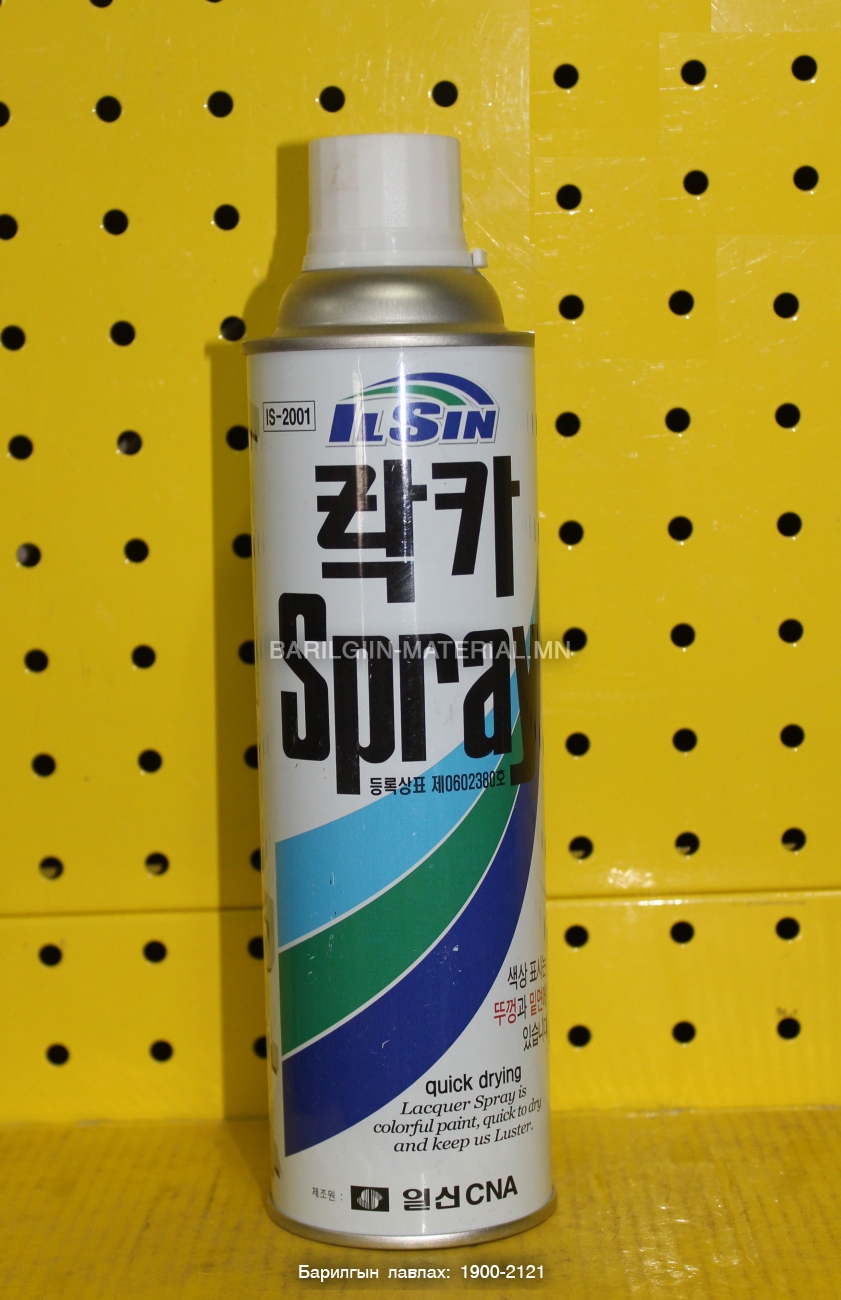 IS-2001
ILSIN
락카
Spray
BARILGIIN-MATERIAL.MN
등록상표 제0602380호
색상 표시는
뚜껑과 밑면에
있습니다
quick drying
Lacquer Spray is
colorful paint, quick to dry
and keep us Luster.
제조원 :
일신CNA
Барилгын лавлах: 1900-2121